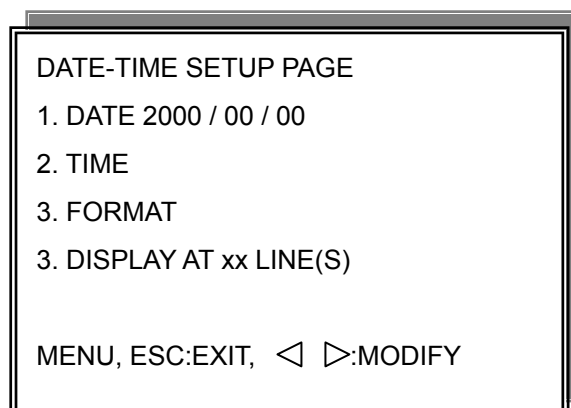 DATE-TIME SETUP PAGE
1. DATE 2000 / 00 / 00
2. TIME
3. FORMAT
3. DISPLAY AT xx LINE(S)
MENU, ESC:EXIT, ◁ ▷:MODIFY